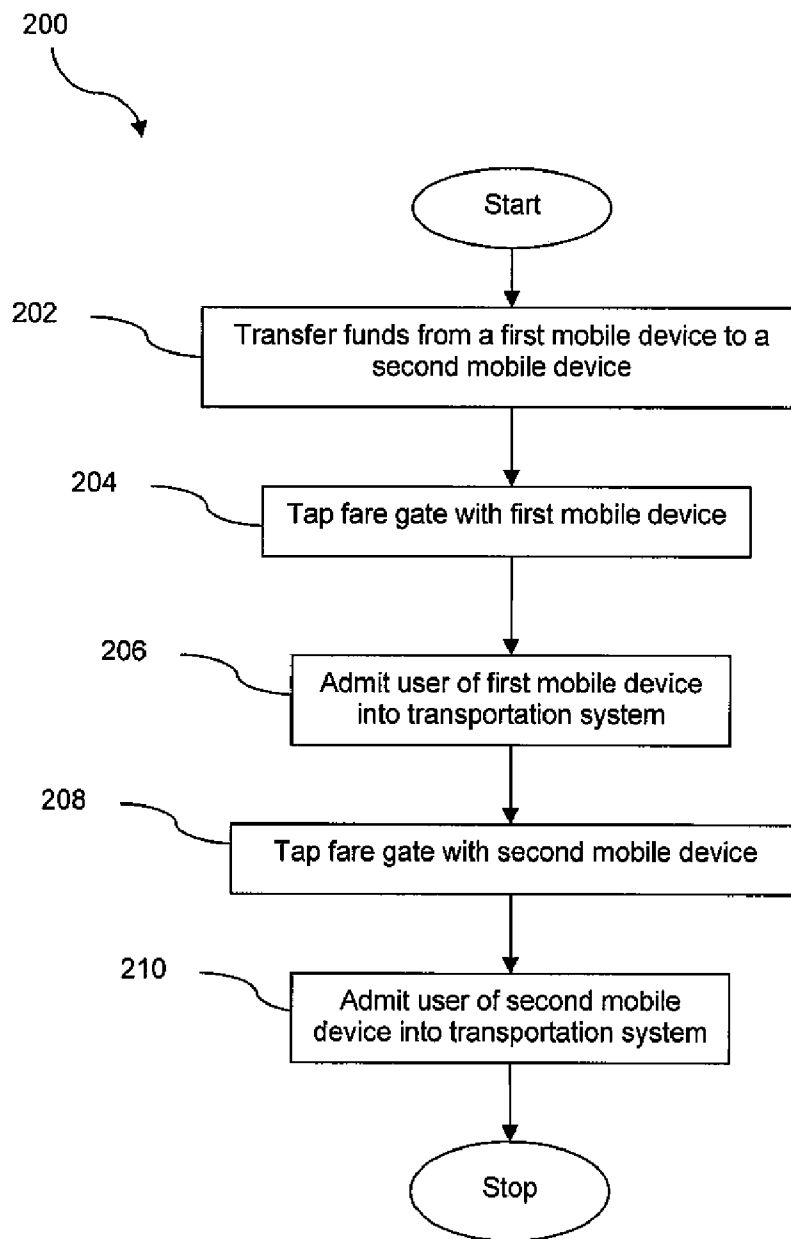 200
Start
202
Transfer funds from a first mobile device to a
second mobile device
204
Tap fare gate with first mobile device
206
Admit user of first mobile device
into transportation system
208
Tap fare gate with second mobile device
210
Admit user of second mobile
device into transportation system
Stop